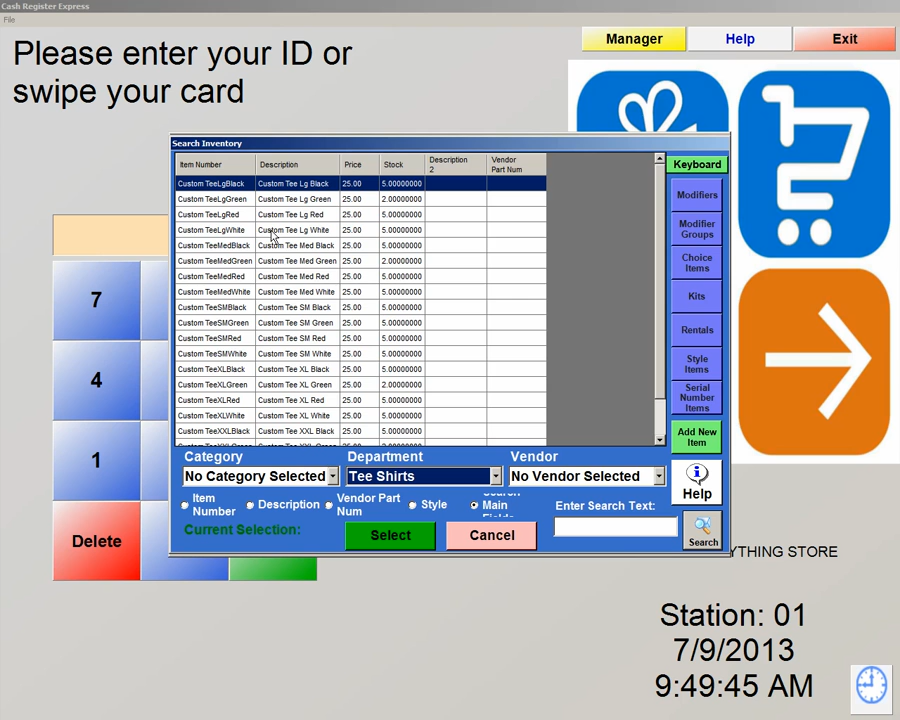 Cash Register Express
File
Please enter your ID or
swipe your card
Manager
Help
Exit
Search Inventory
Item Number Description Price Stock Description 2 Vendor Part Num
Custom TeeLgBlack Custom Tee Lg Black 25.00 5.00000000
Custom TeeLgGreen Custom Tee Lg Green 25.00 2.00000000
Custom TeeLgRed Custom Tee Lg Red 25.00 5.00000000
Custom TeeLgWhite Custom Tee Lg White 25.00 5.00000000
Custom TeeMedBlack Custom Tee Med Black 25.00 5.00000000
Custom TeeMedGreen Custom Tee Med Green 25.00 2.00000000
Custom TeeMedRed Custom Tee Med Red 25.00 5.00000000
Custom TeeMedWhite Custom Tee Med White 25.00 5.00000000
Custom TeeSMBlack Custom Tee SM Black 25.00 5.00000000
Custom TeeSMGreen Custom Tee SM Green 25.00 5.00000000
Custom TeeSMRed Custom Tee SM Red 25.00 5.00000000
Custom TeeSMWhite Custom Tee SM White 25.00 5.00000000
Custom TeeXLBlack Custom Tee XL Black 25.00 5.00000000
Custom TeeXLGreen Custom Tee XL Green 25.00 2.00000000
Custom TeeXLRed Custom Tee XL Red 25.00 5.00000000
Custom TeeXLWhite Custom Tee XL White 25.00 5.00000000
Custom TeeXXLBlack Custom Tee XXL Black 25.00 5.00000000
Keyboard
Modifiers
Modifier
Groups
Choice
Items
Kits
Rentals
Style
Items
Serial
Number
Items
Add New
Item
Help
Search
Category
No Category Selected
Department
Tee Shirts
Vendor
No Vendor Selected
Item
Number
Description
Vendor Part
Num
Style
Search
Main
Fields
Enter Search Text:
Current Selection:
Select
Cancel
7
4
1
Delete
YTHING STORE
Station: 01
7/9/2013
9:49:45 AM